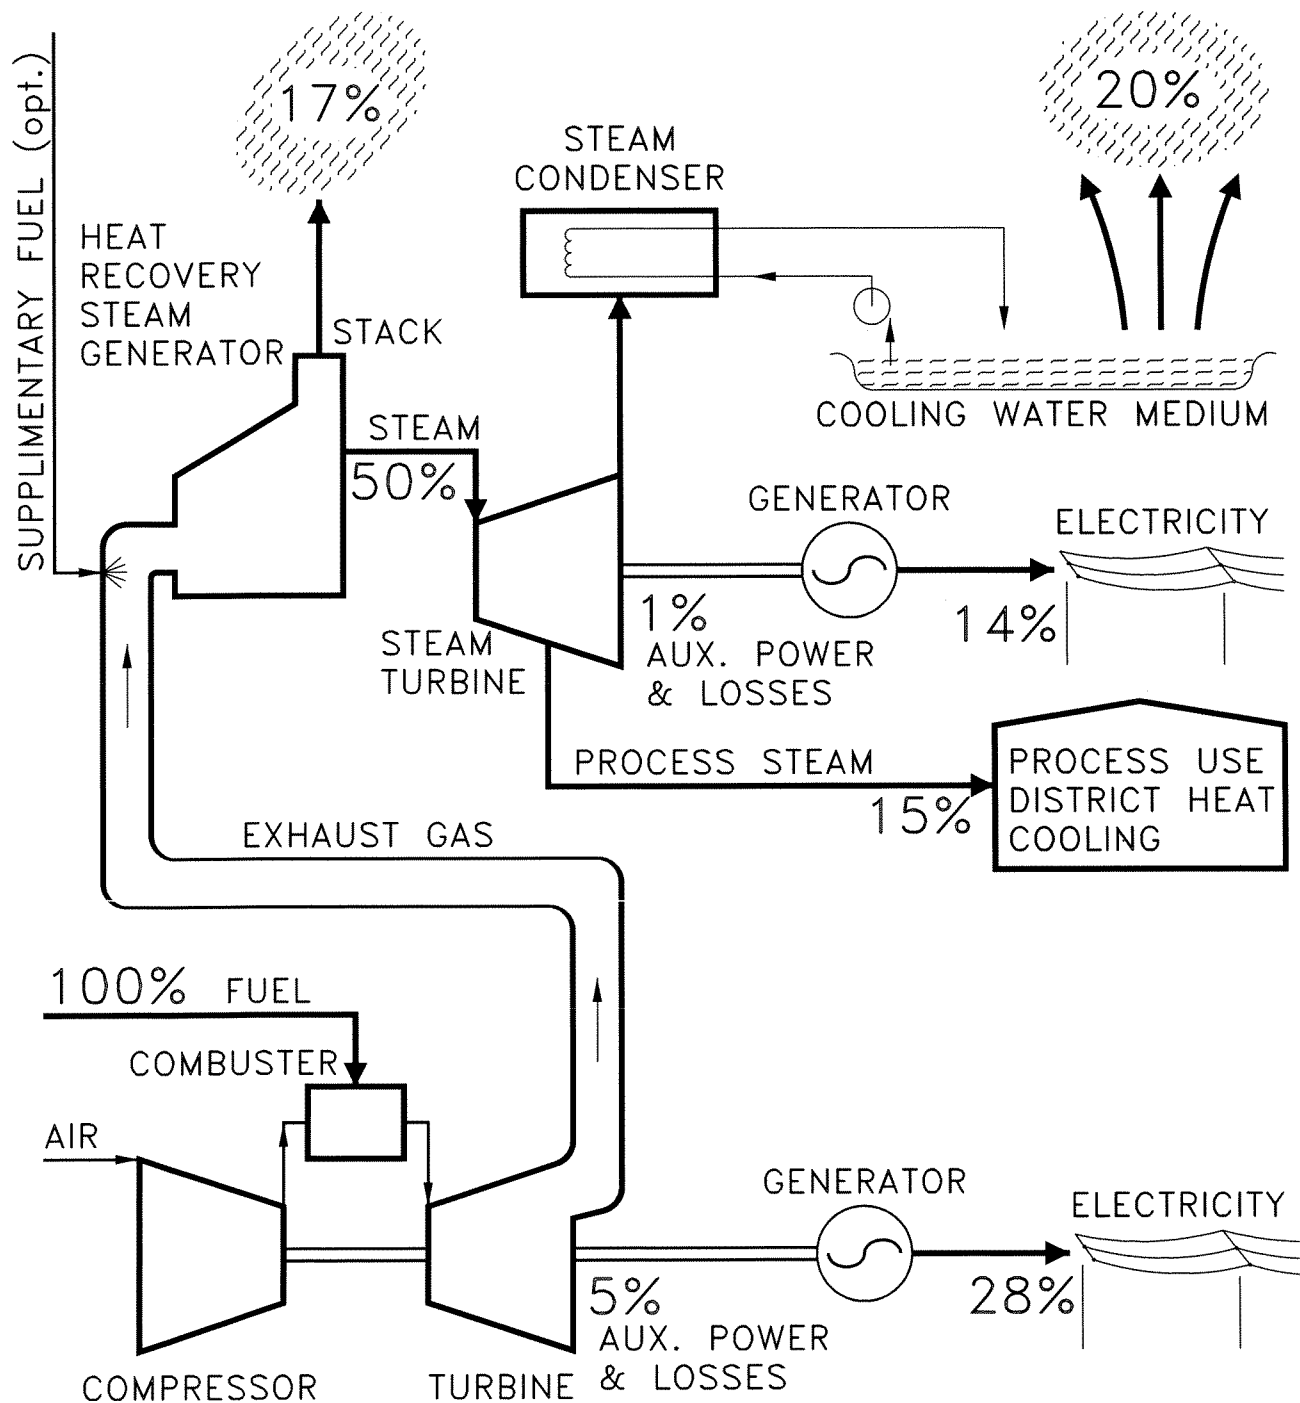 SUPPLIMENTARY FUEL (opt.)
17%
20%
STEAM
CONDENSER
HEAT
RECOVERY
STEAM
GENERATOR
STACK
COOLING WATER MEDIUM
STEAM
50%
GENERATOR
ELECTRICITY
14%
1%
AUX. POWER
& LOSSES
STEAM
TURBINE
PROCESS STEAM
15%
PROCESS USE
DISTRICT HEAT
COOLING
EXHAUST GAS
100% FUEL
COMBUSTER
AIR
GENERATOR
ELECTRICITY
28%
5%
AUX. POWER
& LOSSES
COMPRESSOR
TURBINE